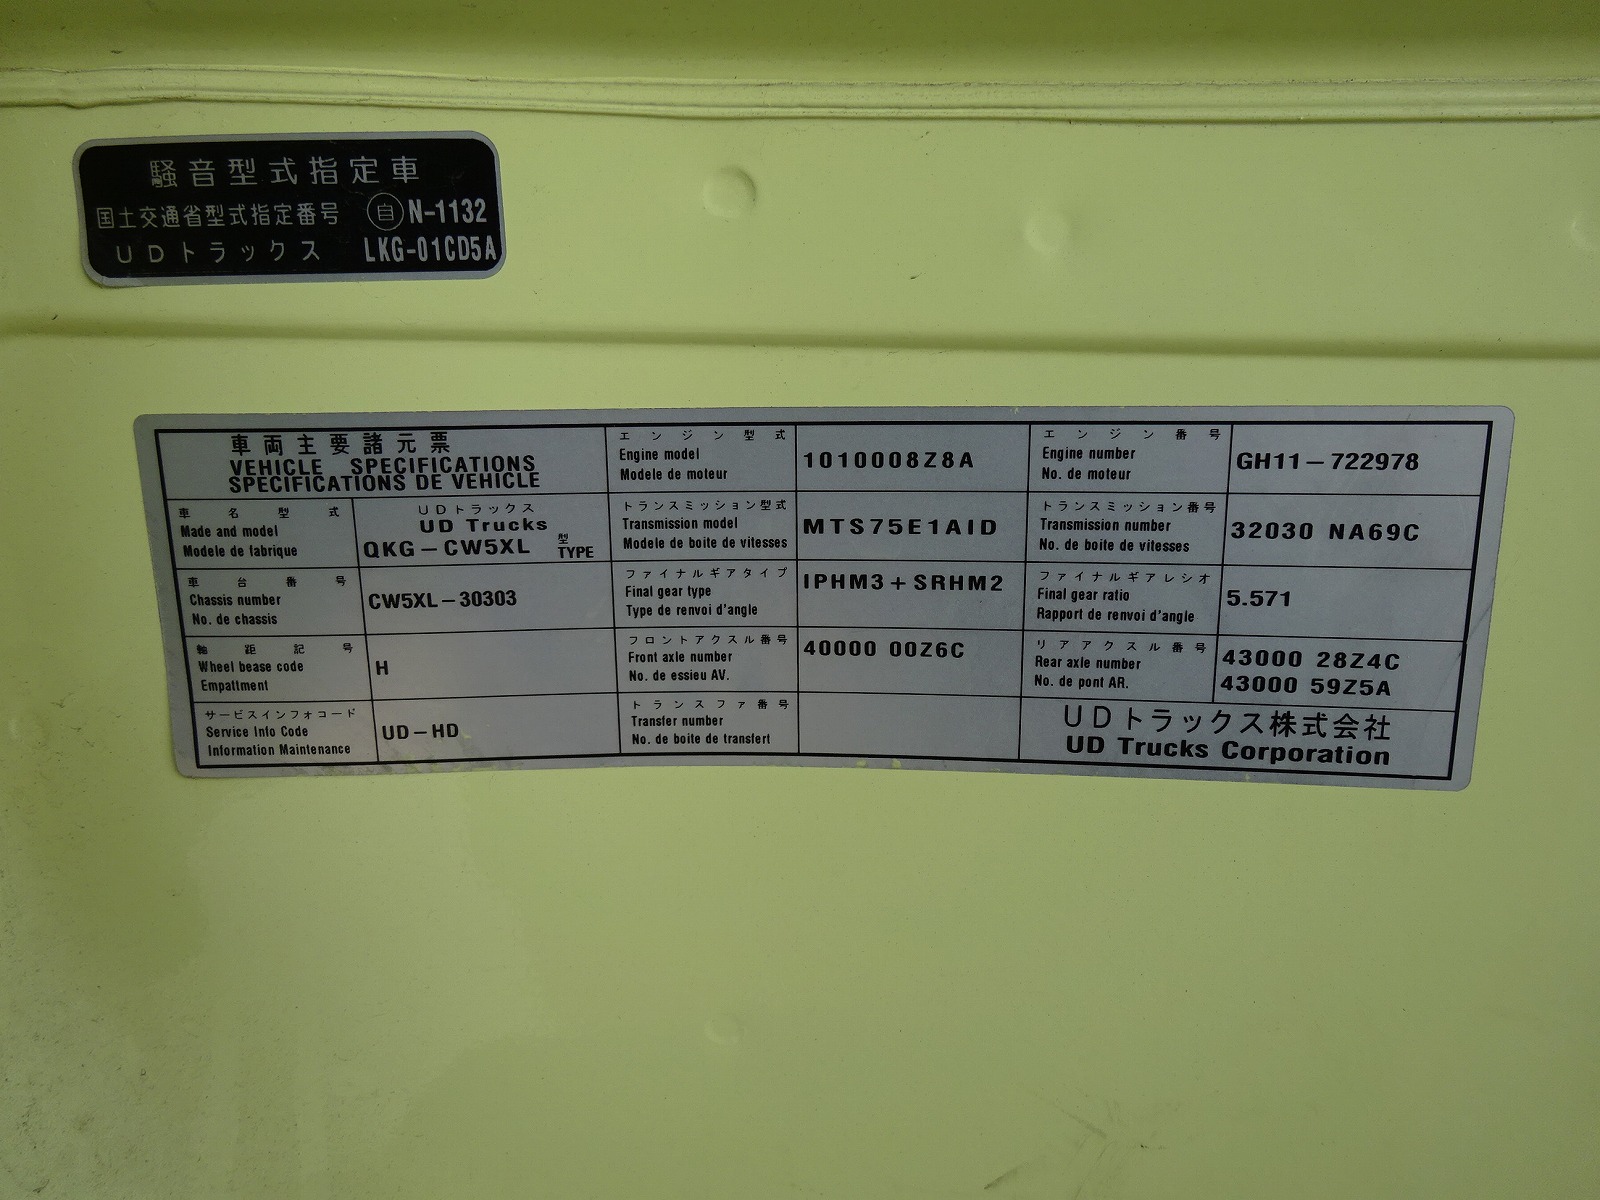 騒音型式指定車
国土交通省型式指定番号 自 N-1132
UDトラックス LKG-01CD5A
車両主要諸元票
VEHICLE SPECIFICATIONS
SPECIFICATIONS DE VEHICLE
エンジン型式
Engine model
Modele de moteur
1010008Z8A
エンジン番号
Engine number
No. de moteur
GH11-722978
車名型式
Made and model
Modele de fabrique
UDトラックス
UD Trucks
QKG-CW5XL 型 TYPE
トランスミッション型式
Transmission model
Modele de boite de vitesses
MTS75E1AID
トランスミッション番号
Transmission number
No. de boite de vitesses
32030 NA69C
車台番号
Chassis number
No. de chassis
CW5XL-30303
ファイナルギアタイプ
Final gear type
Type de renvoi d'angle
IPHM3+SRHM2
ファイナルギアレシオ
Final gear ratio
Rapport de renvoi d'angle
5.571
軸距記号
Wheel bease code
Empattment
H
フロントアクスル番号
Front axle number
No. de essieu AV.
40000 00Z6C
リアアクスル番号
Rear axle number
No. de pont AR.
43000 28Z4C
43000 59Z5A
サービスインフォコード
Service Info Code
Information Maintenance
UD-HD
トランスファ番号
Transfer number
No. de boite de transfert
UDトラックス株式会社
UD Trucks Corporation